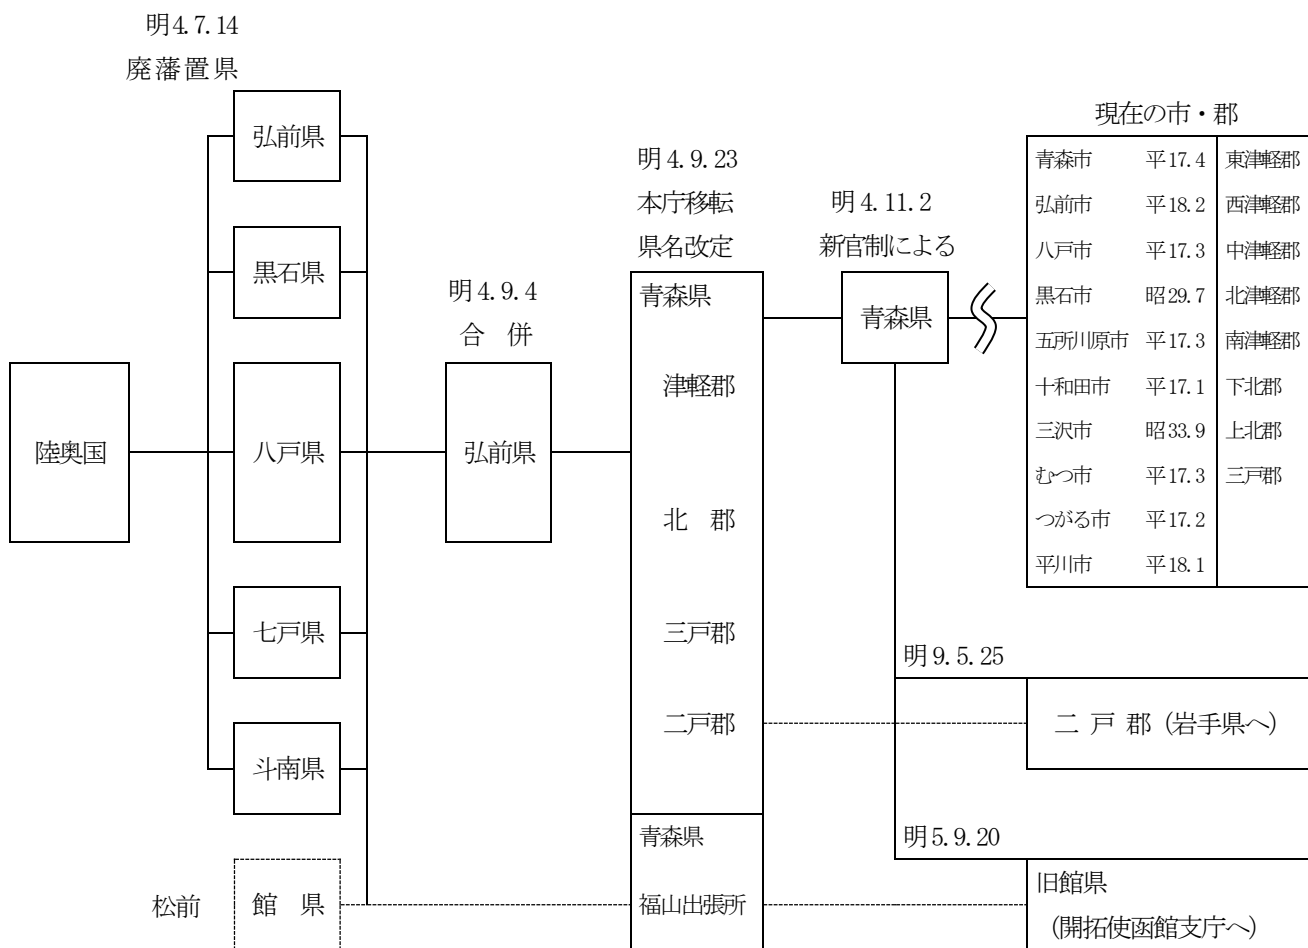 明4.7.14
廃藩置県
陸奥国
弘前県
黒石県
八戸県
七戸県
斗南県
松前
館 県
明4.9.4
合 併
弘前県
明4.9.23
本庁移転
県名改定
青森県
津軽郡
北 郡
三戸郡
二戸郡
青森県
福山出張所
明4.11.2
新官制による
青森県
現在の市・郡
青森市 平17.4 東津軽郡
弘前市 平18.2 西津軽郡
八戸市 平17.3 中津軽郡
黒石市 昭29.7 北津軽郡
五所川原市 平17.3 南津軽郡
十和田市 平17.1 下北郡
三沢市 昭33.9 上北郡
むつ市 平17.3 三戸郡
つがる市 平17.2
平川市 平18.1
明9.5.25
二 戸 郡 (岩手県へ)
明5.9.20
旧館県
(開拓使函館支庁へ)